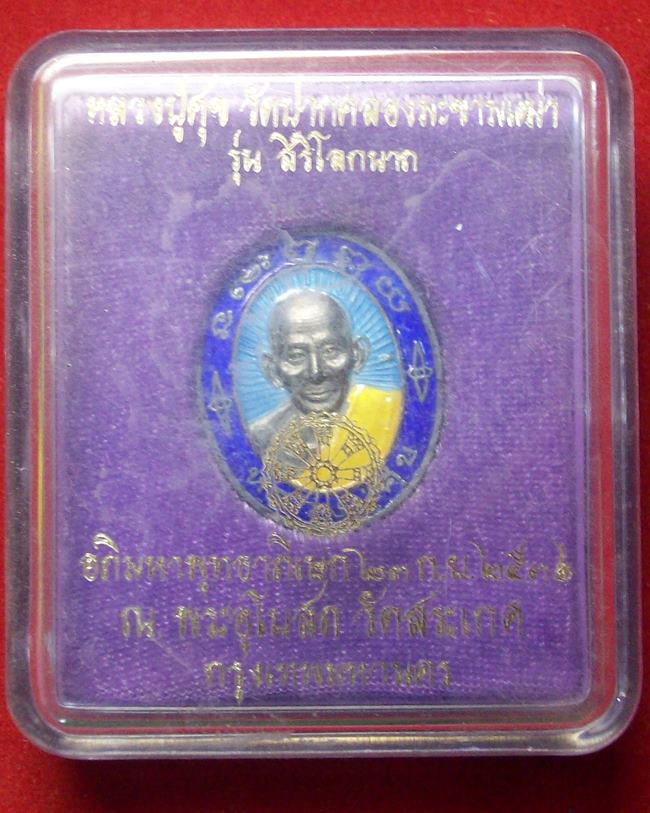 หลวงปู่ศุข วัดปากคลองมะขามเฒ่า
รุ่น สิริโลกนาถ
อภิมหาพุทธาภิเษก ๒๓ ก.ย. ๒๕๓๖
ณ พระอุโบสถ วัดสระเกศ
กรุงเทพมหานคร